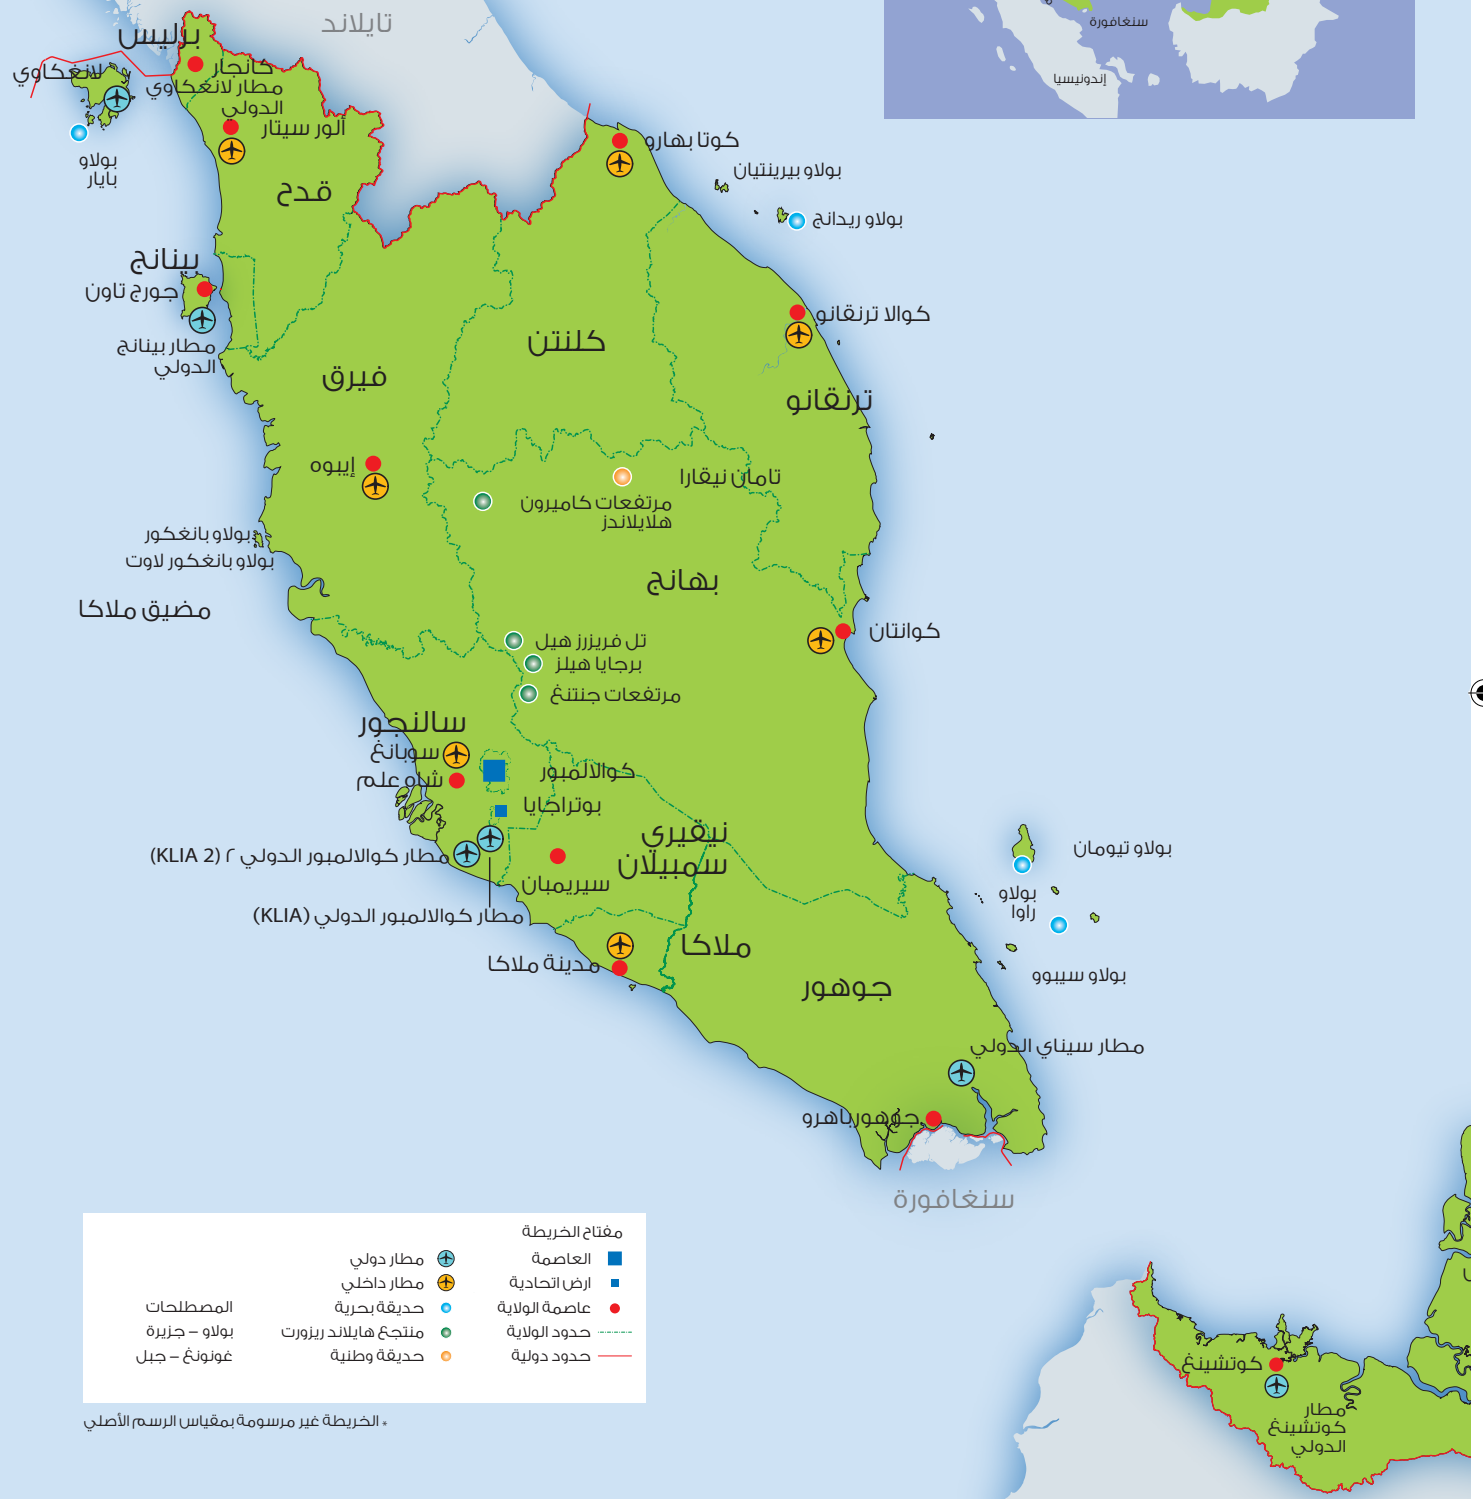 تايلاند
سنغافورة
إندونيسيا
برليس
كانجار
لانغكاوي
مطار لانغكاوي
الدولي
ألور سيتار
بولاو
بايار
قدح
كوتا بهارو
بولاو بيرينتيان
بولاو ريدانج
بينانج
جورج تاون
مطار بينانج
الدولي
كوالا ترنقانو
كلنتن
فيرق
ترنقانو
إيبوه
تامان نيقارا
مرتفعات كاميرون
هلايلاندز
بولاو بانغكور
بولاو بانغكور لاوت
بهانج
مضيق ملاكا
كوانتان
تل فريزرز هيل
برجايا هيلز
مرتفعات جنتنغ
سالنجور
سوبانغ
شاه علم
كوالالمبور
بوتراجايا
نيقيري
سمبيلان
مطار كوالالمبور الدولي ٢ (KLIA 2)
سيريمبان
مطار كوالالمبور الدولي (KLIA)
بولاو تيومان
بولاو
راوا
ملاكا
مدينة ملاكا
بولاو سيبوو
جوهور
مطار سيناي الدولي
جوهورباهرو
سنغافورة
مفتاح الخريطة
العاصمة
ارض اتحادية
عاصمة الولاية
حدود الولاية
حدود دولية
مطار دولي
مطار داخلي
حديقة بحرية
منتجع هايلاند ريزورت
حديقة وطنية
المصطلحات
بولاو – جزيرة
غونونغ – جبل
* الخريطة غير مرسومة بمقياس الرسم الأصلي
كوتشينغ
مطار
كوتشينغ
الدولي